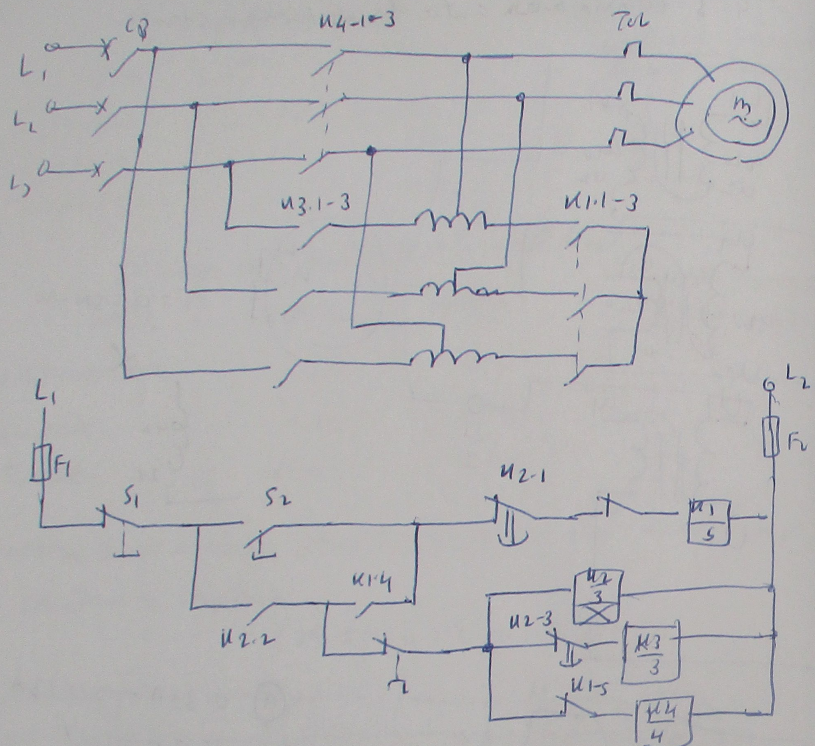 CB
K4-1-3
TOL
L1
L2
L3
M
K3.1-3
K1.1-3
L1
L2
F1
F2
S1
S2
K2-1
K1
5
K1.4
K2-2
K2
3
K2-3
K3
3
K1-5
K4
4